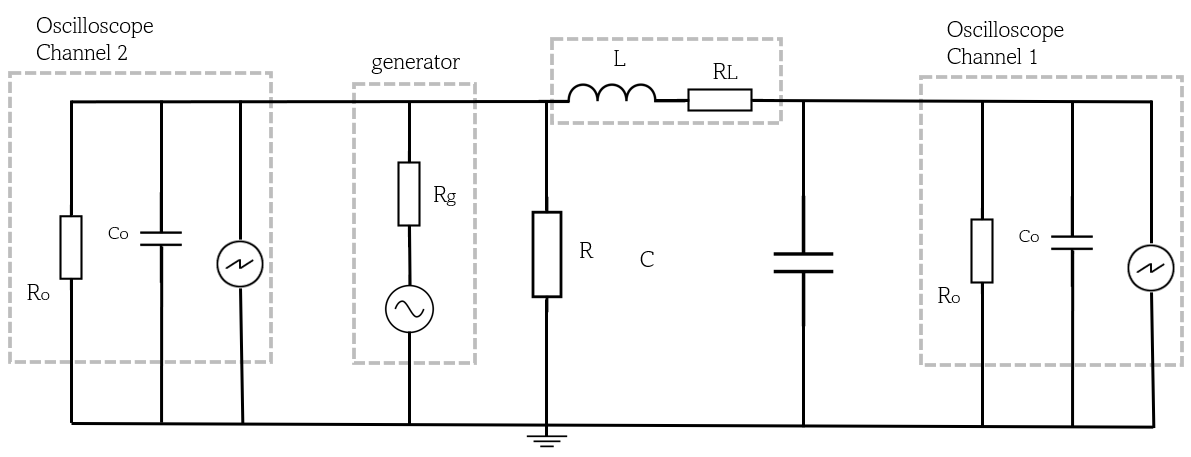 Oscilloscope
Channel 2
generator
L
RL
Oscilloscope
Channel 1
Ro
Co
Rg
R
C
Ro
Co